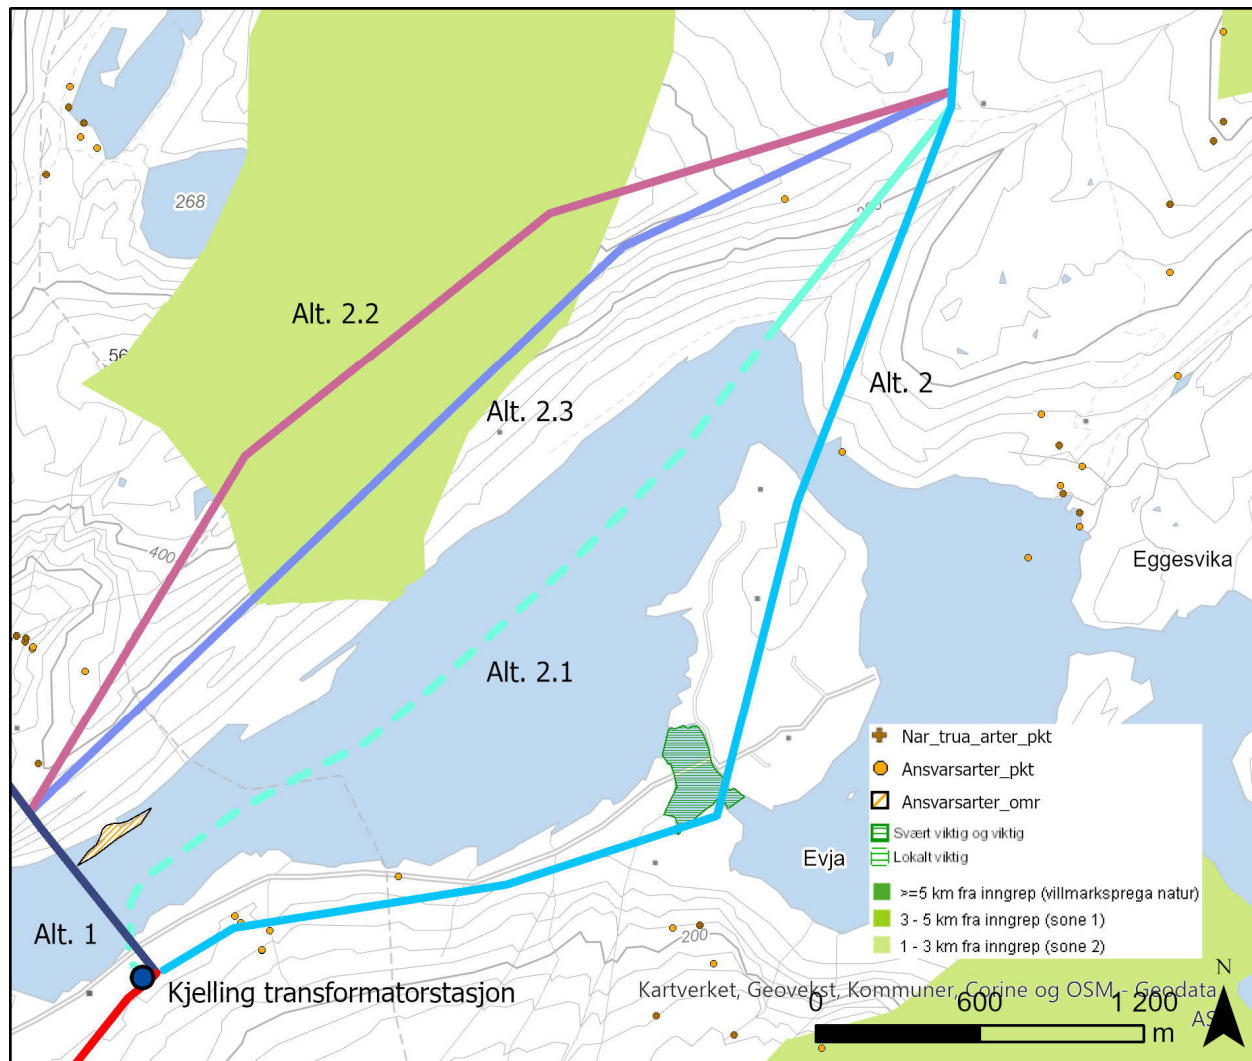 268
200
Alt. 2.2
56
Alt. 2
Alt. 2.3
400
Eggesvika
Alt. 2.1
Nar_trua_arter_pkt
Ansvarsarter_pkt
Ansvarsarter_omr
Svært viktig og viktig
Lokalt viktig
Evja
>=5 km fra inngrep (villmarksprega natur)
3 - 5 km fra inngrep (sone 1)
1 - 3 km fra inngrep (sone 2)
Alt. 1
200
N
Kjelling transformatorstasjon
Kartverket, Geovekst, Kommuner, Corine og OSM - Geodata
AS
0 600 1 200
m